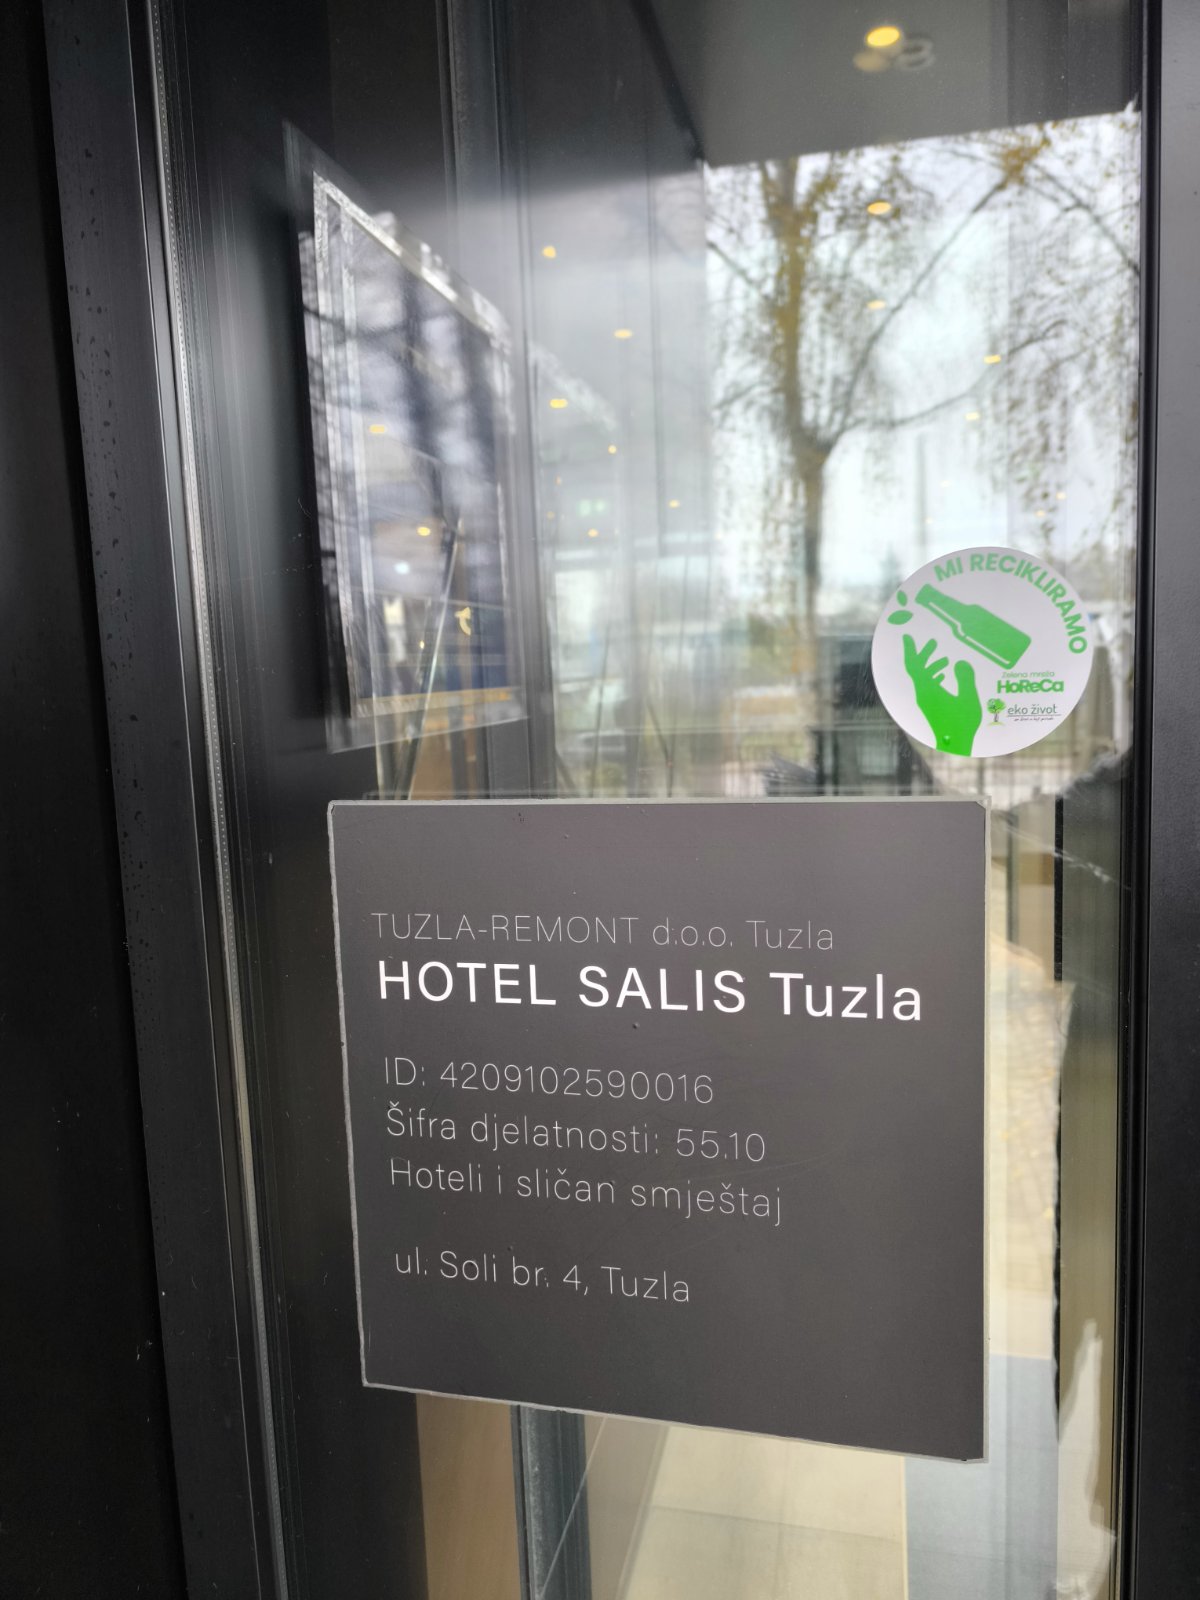 MI RECIKLIRAMO
Zelena mreža
HoReCa
eko život
TUZLA-REMONT d.o.o. Tuzla
HOTEL SALIS Tuzla
ID: 4209102590016
Šifra djelatnosti: 55.10
Hoteli i sličan smještaj
ul. Soli br. 4, Tuzla